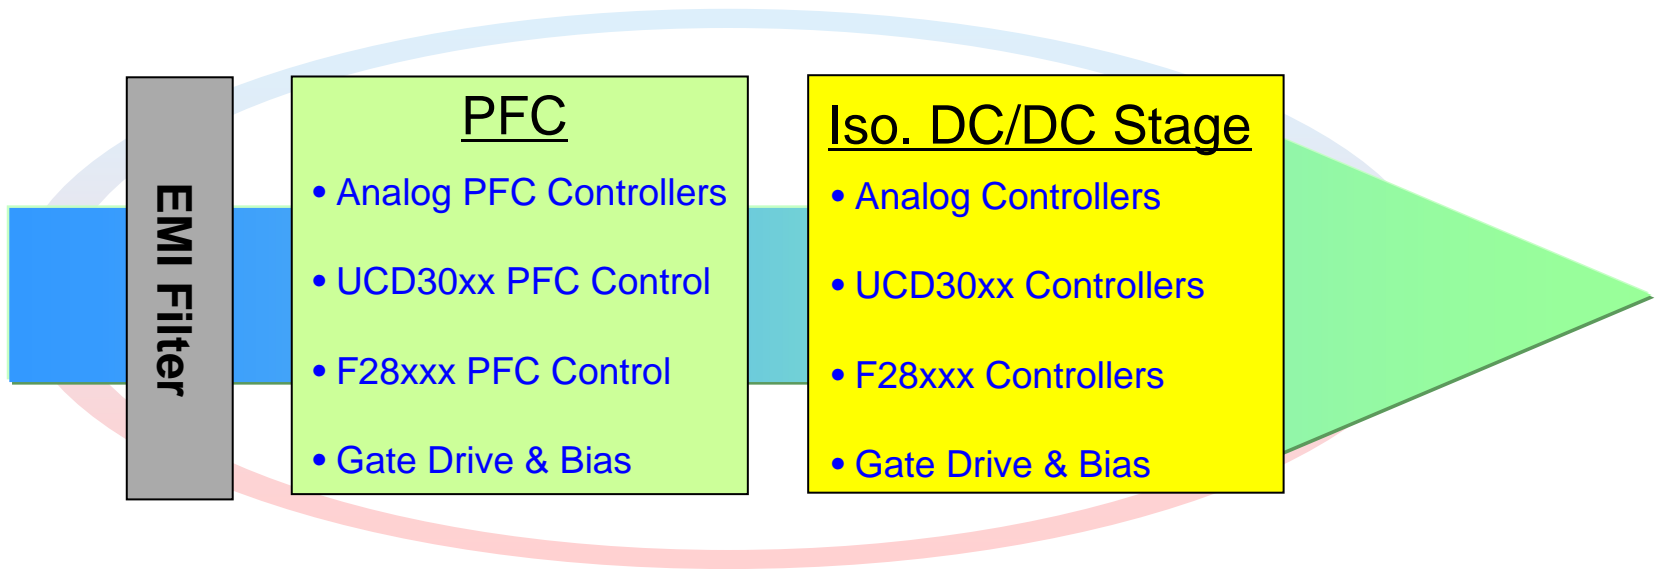 EMI Filter
PFC
• Analog PFC Controllers
• UCD30xx PFC Control
• F28xxx PFC Control
• Gate Drive & Bias
Iso. DC/DC Stage
• Analog Controllers
• UCD30xx Controllers
• F28xxx Controllers
• Gate Drive & Bias